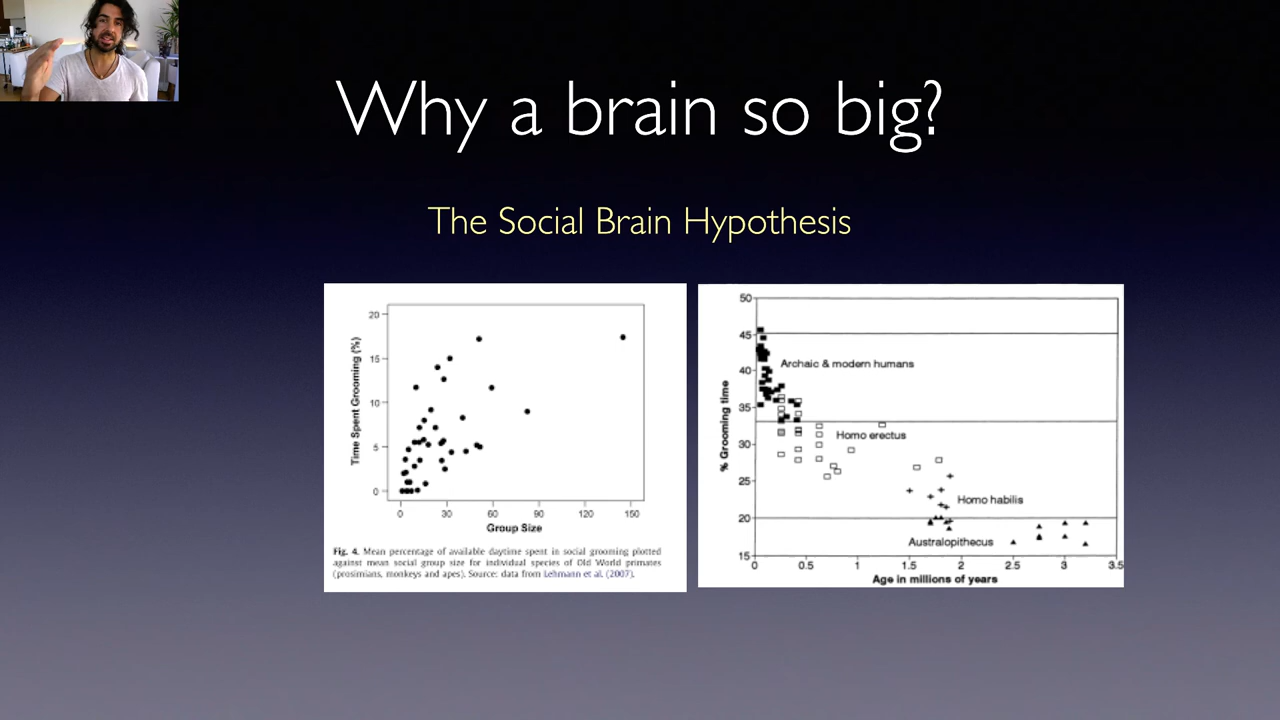 Why a brain so big?
The Social Brain Hypothesis
20
15
10
5
0
Time Spent Grooming (%)
0 30 60 90 120 150
Group Size
Fig. 4. Mean percentage of available daytime spent in social grooming plotted
against mean social group size for individual species of Old World primates
(prosimians, monkeys and apes). Source: data from Lehmann et al. (2007).
50
45
40
35
30
25
20
15
% Grooming time
Archaic & modern humans
Homo erectus
Homo habilis
Australopithecus
0 0.5 1 1.5 2 2.5 3 3.5
Age in millions of years